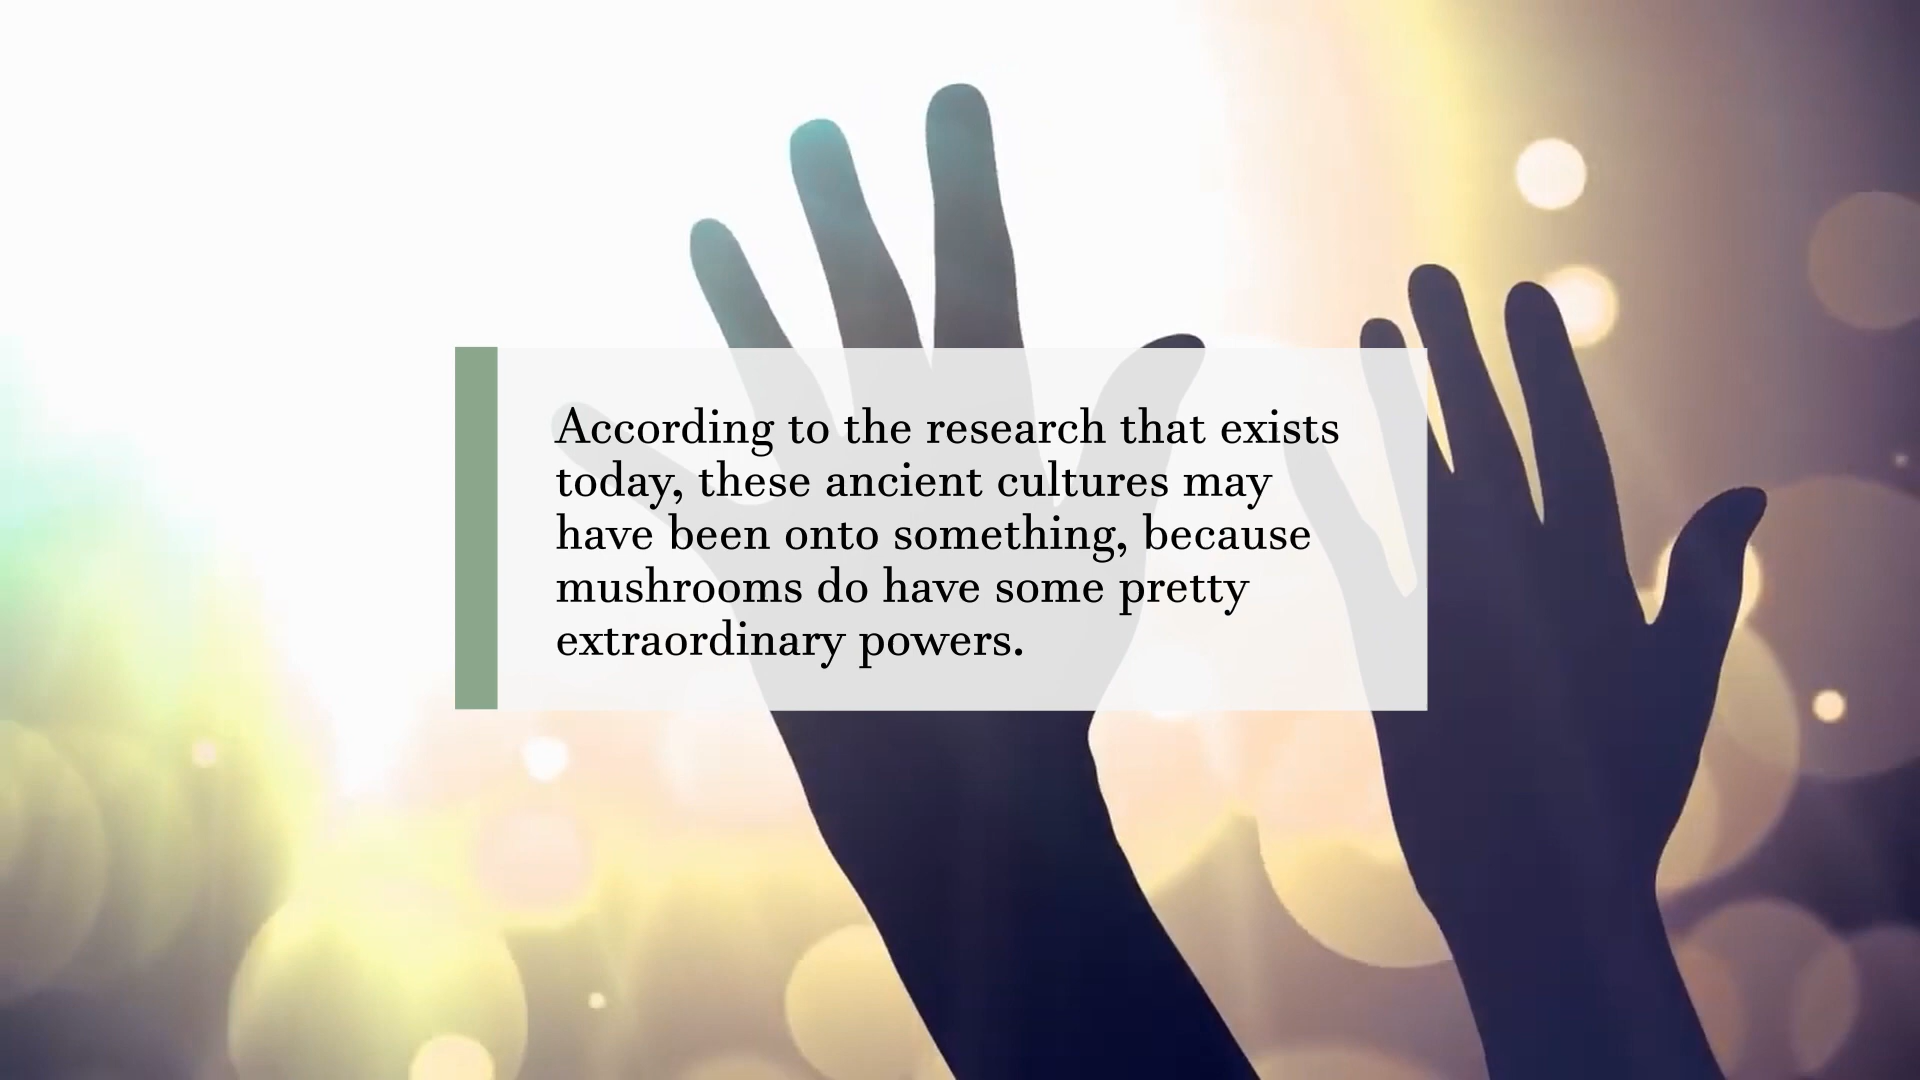 According to the research that exists
today, these ancient cultures may
have been onto something, because
mushrooms do have some pretty
extraordinary powers.